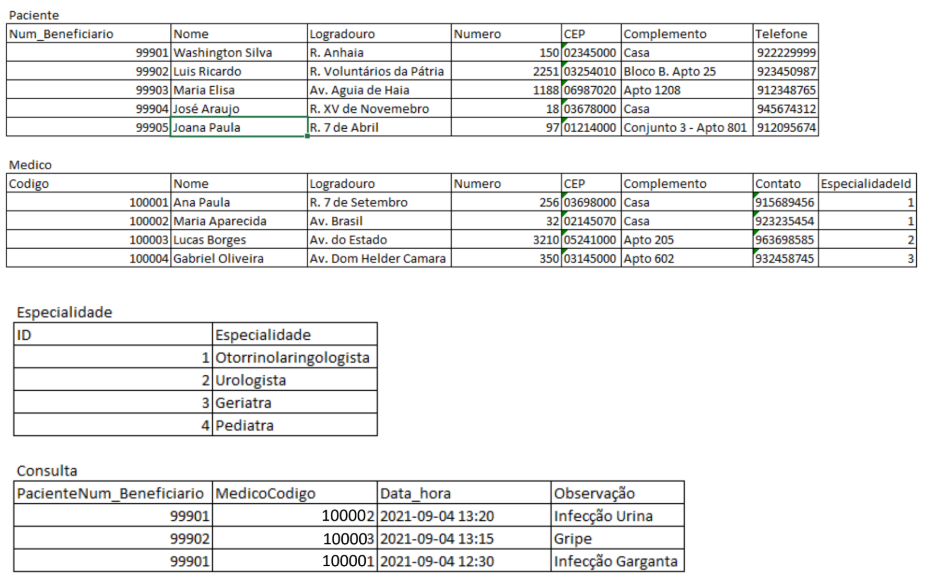 Paciente
Num_Beneficiario Nome Logradouro Numero CEP Complemento Telefone
99901 Washington Silva R. Anhaia 150 02345000 Casa 922229999
99902 Luis Ricardo R. Voluntários da Pátria 2251 03254010 Bloco B. Apto 25 923450987
99903 Maria Elisa Av. Aguia de Haia 1188 06987020 Apto 1208 912348765
99904 José Araujo R. XV de Novemebro 18 03678000 Casa 945674312
99905 Joana Paula R. 7 de Abril 97 01214000 Conjunto 3 - Apto 801 912095674
Medico
Codigo Nome Logradouro Numero CEP Complemento Contato EspecialidadeId
100001 Ana Paula R. 7 de Setembro 256 03698000 Casa 915689456 1
100002 Maria Aparecida Av. Brasil 32 02145070 Casa 923235454 1
100003 Lucas Borges Av. do Estado 3210 05241000 Apto 205 963698585 2
100004 Gabriel Oliveira Av. Dom Helder Camara 350 03145000 Apto 602 932458745 3
Especialidade
ID Especialidade
1 Otorrinolaringologista
2 Urologista
3 Geriatra
4 Pediatra
Consulta
PacienteNum_Beneficiario MedicoCodigo Data_hora Observação
99901 100002 2021-09-04 13:20 Infecção Urina
99902 100003 2021-09-04 13:15 Gripe
99901 100001 2021-09-04 12:30 Infecção Garganta